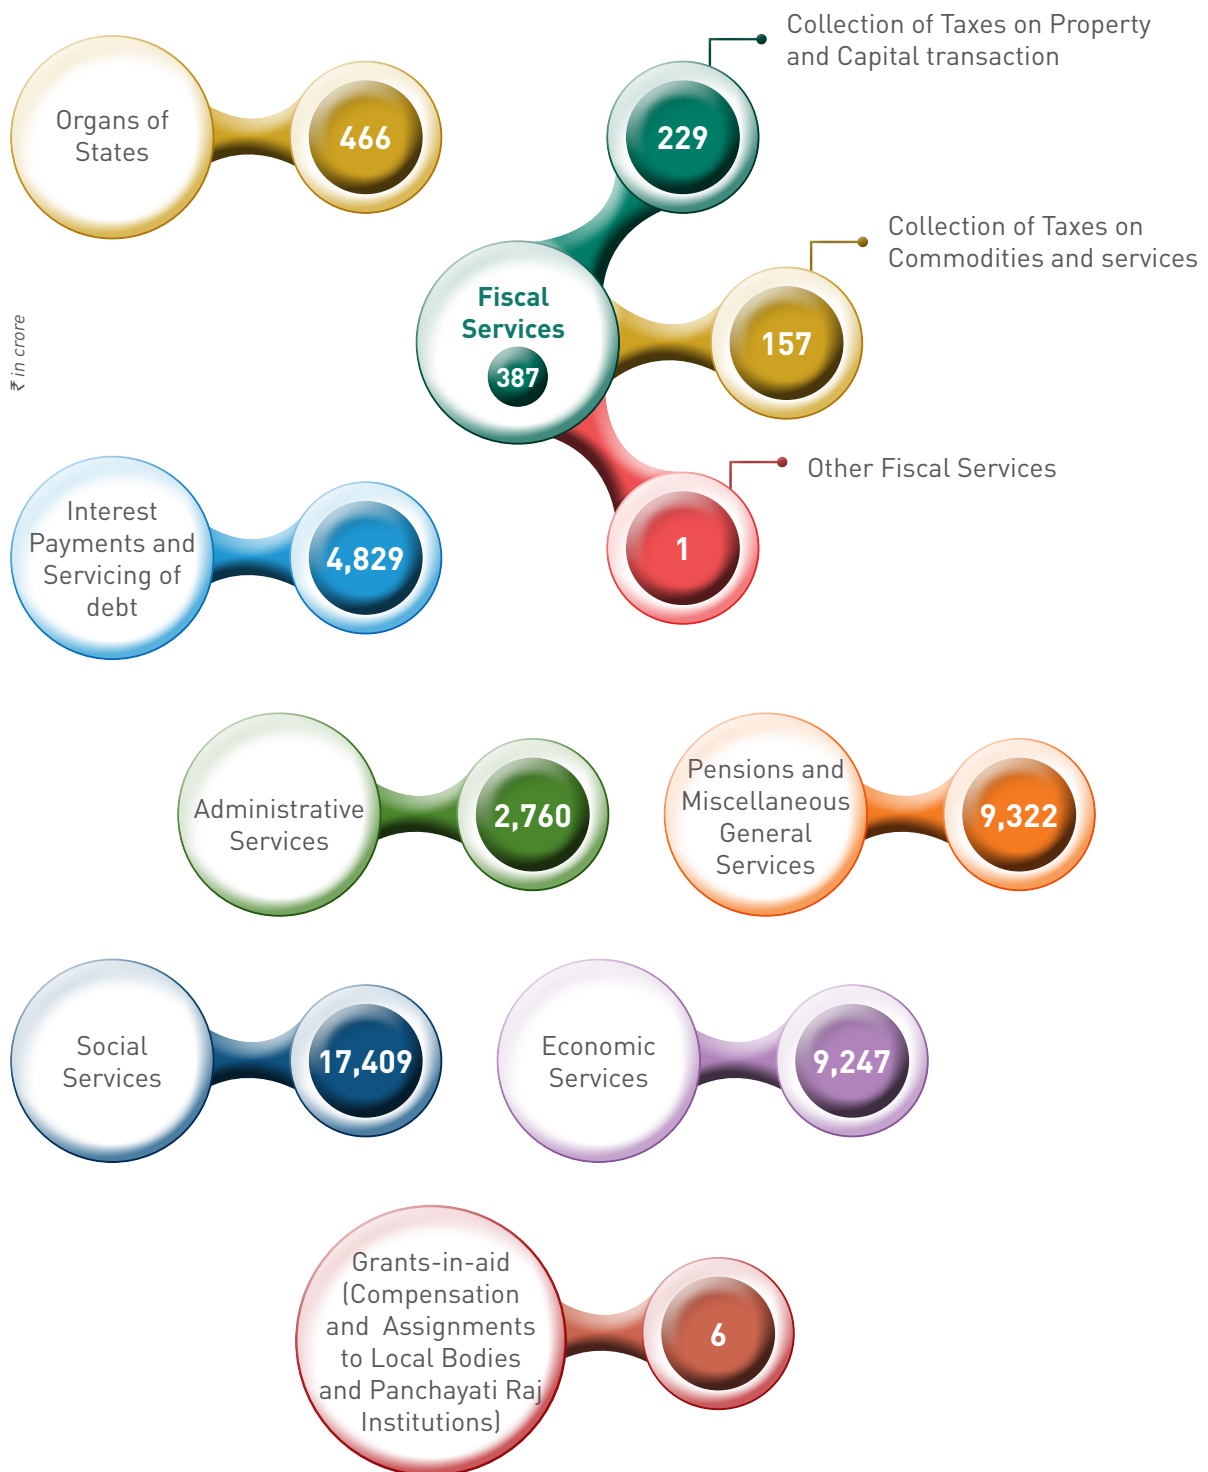 Collection of Taxes on Property
and Capital transaction
Organs of
States
466
229
Collection of Taxes on
Commodities and services
Fiscal
Services
387
157
₹ in crore
Other Fiscal Services
1
Interest
Payments and
Servicing of
debt
4,829
Administrative
Services
2,760
Pensions and
Miscellaneous
General
Services
9,322
Social
Services
17,409
Economic
Services
9,247
Grants-in-aid
(Compensation
and Assignments
to Local Bodies
and Panchayati Raj
Institutions)
6